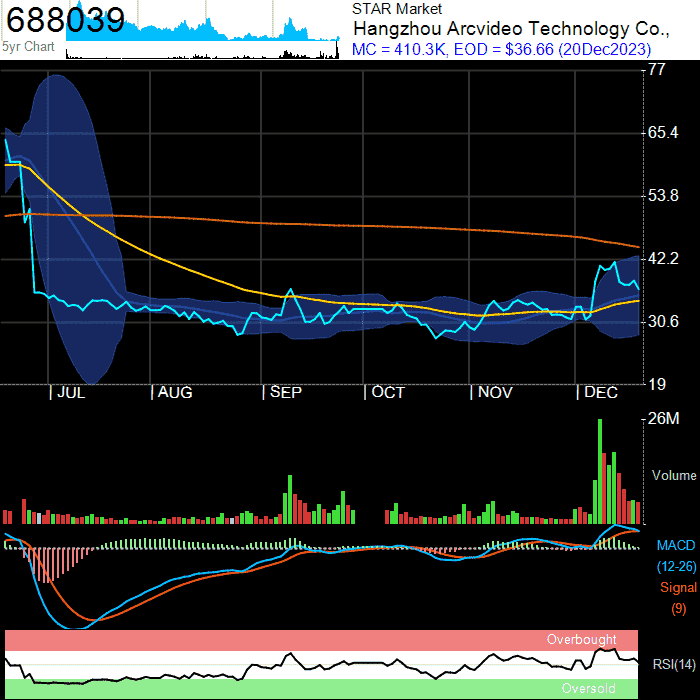 688039
5yr Chart
STAR Market
Hangzhou Arcvideo Technology Co.,
MC = 410.3K, EOD = $36.66 (20Dec2023)
77
65.4
53.8
42.2
30.6
19
JUL AUG SEP OCT NOV DEC
26M
Volume
MACD
(12-26)
Signal
(9)
Overbought
RSI(14)
Oversold